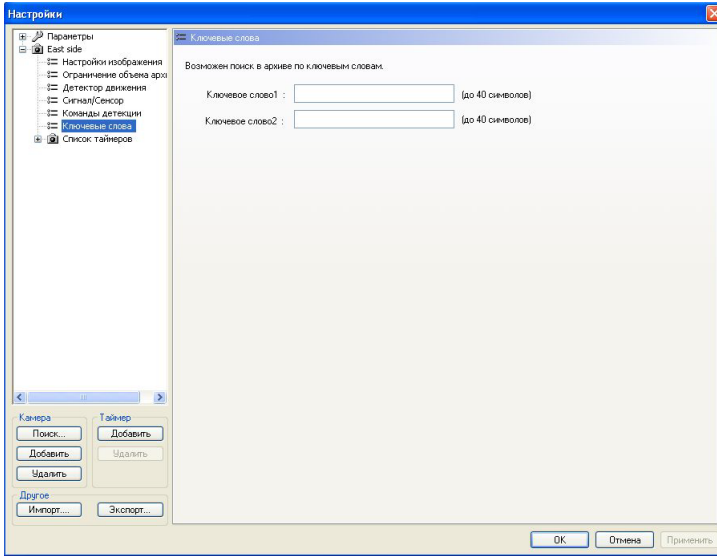 Настройки
Параметры
East side
Настройки изображения
Ограничение объема архи
Детектор движения
Сигнал/Сенсор
Команды детекции
Ключевые слова
Список таймеров
Ключевые слова
Возможен поиск в архиве по ключевым словам.
Ключевое слово1 : (до 40 символов)
Ключевое слово2 : (до 40 символов)
Камера
Поиск...
Добавить
Удалить
Таймер
Добавить
Удалить
Другое
Импорт.... Экспорт...
OK Отмена Применить